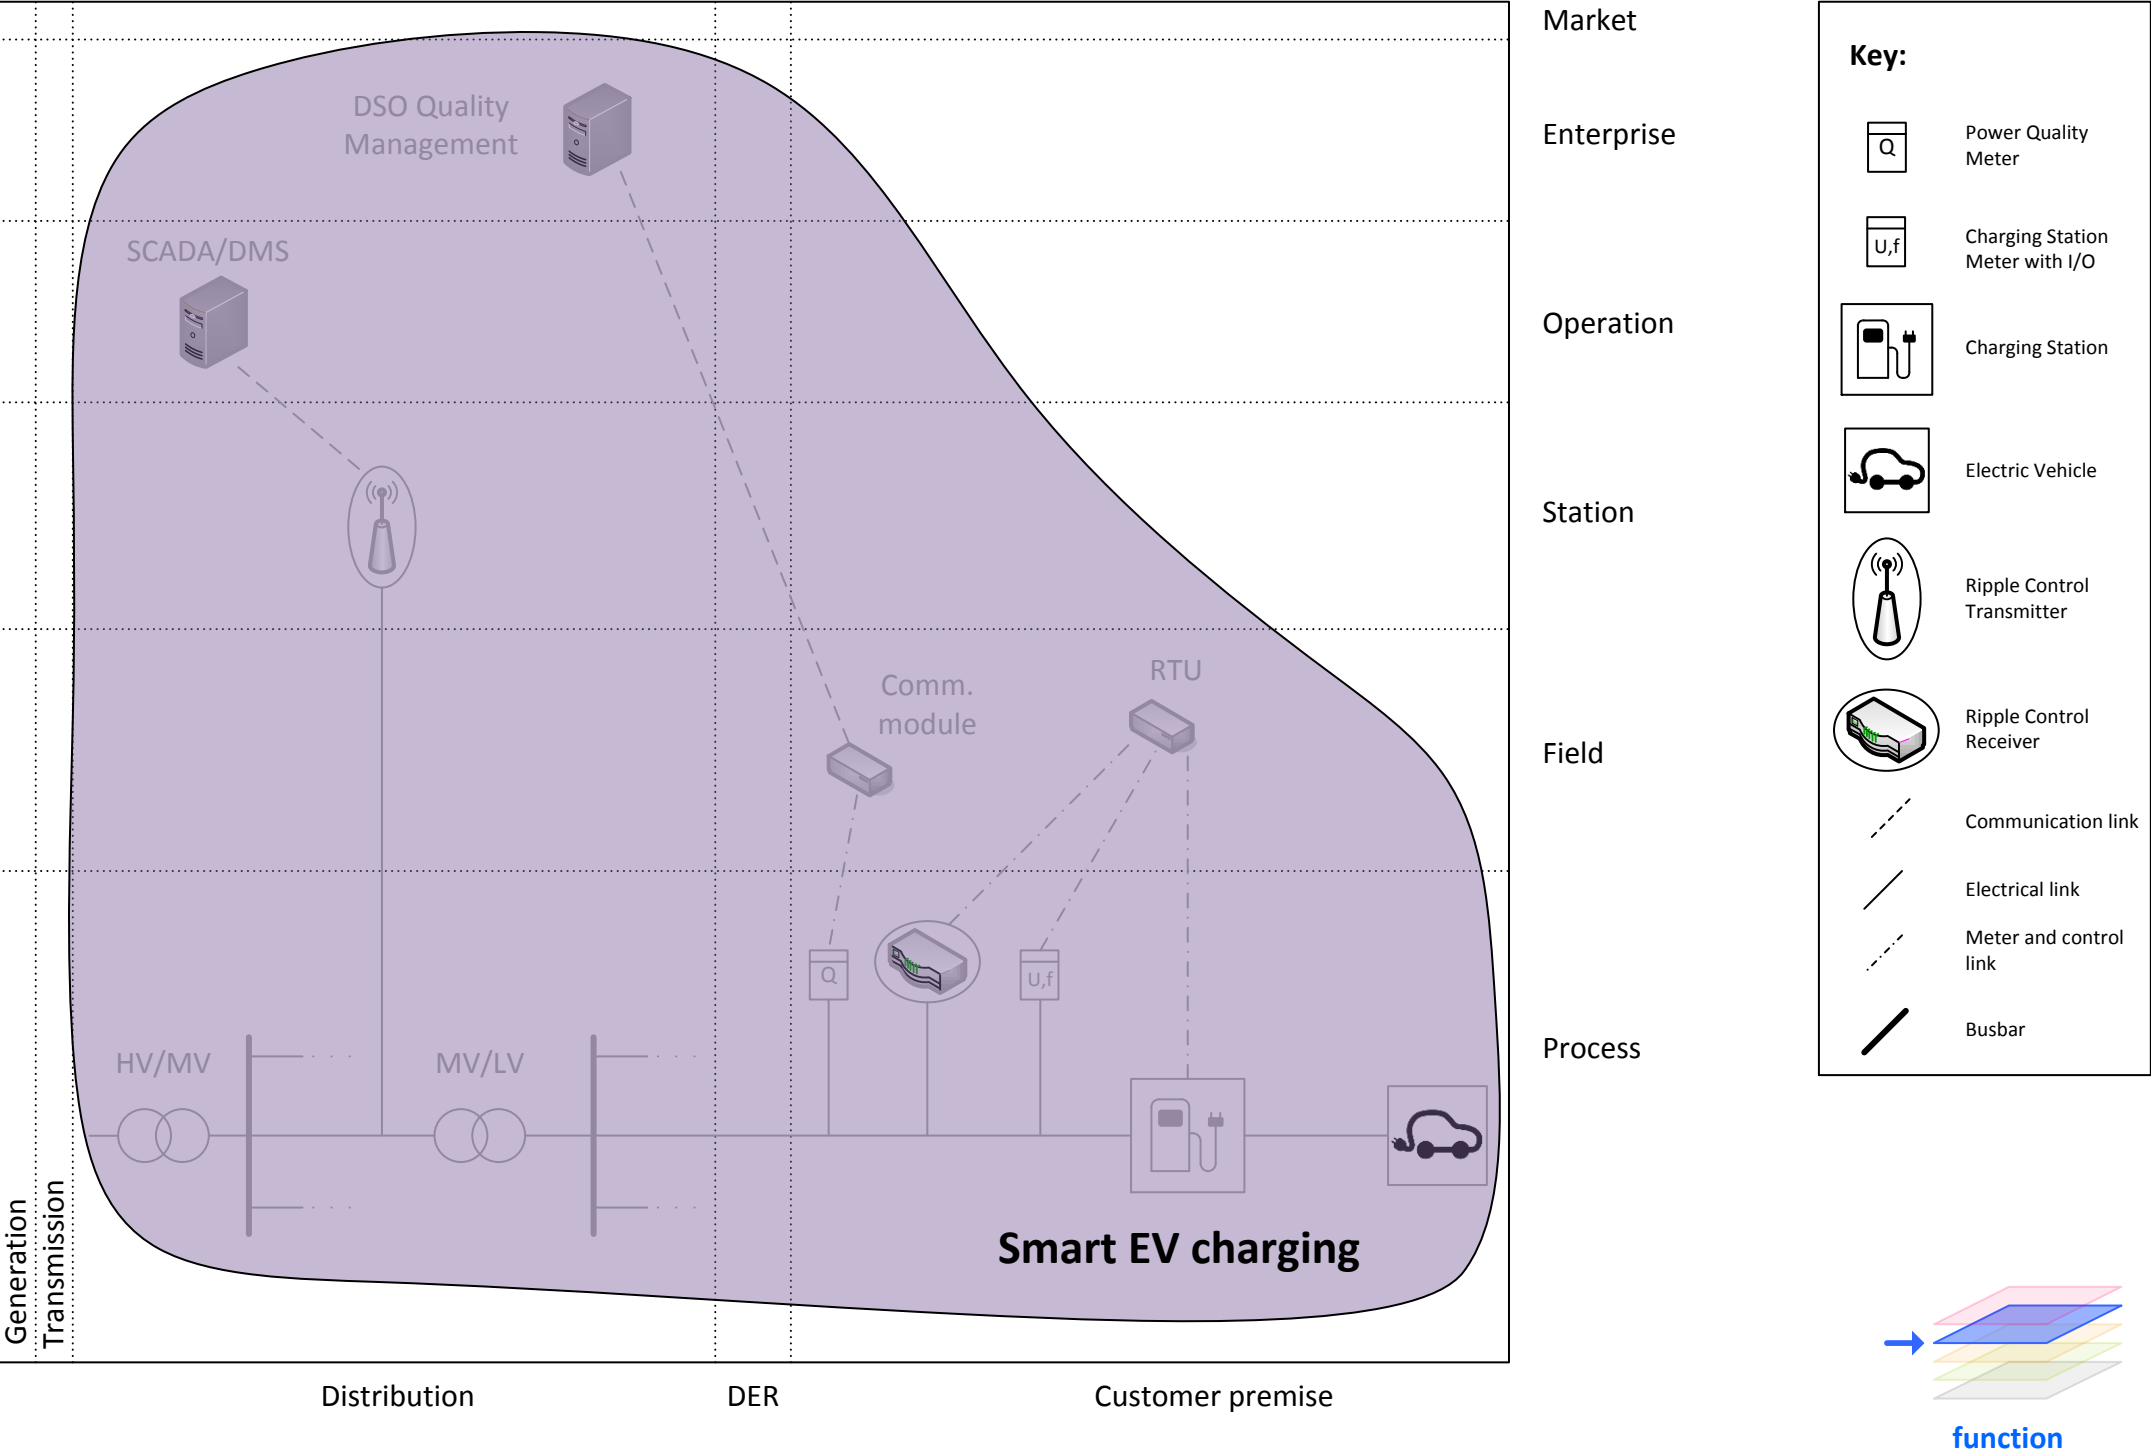 Market
Enterprise
Operation
Station
Field
Process
DSO Quality
Management
SCADA/DMS
Comm.
module
RTU
Q
U,f
HV/MV
MV/LV
Smart EV charging
Generation
Transmission
Distribution
DER
Customer premise
Key:
Q
Power Quality
Meter
U,f
Charging Station
Meter with I/O
Charging Station
Electric Vehicle
Ripple Control
Transmitter
Ripple Control
Receiver
Communication link
Electrical link
Meter and control
link
Busbar
function